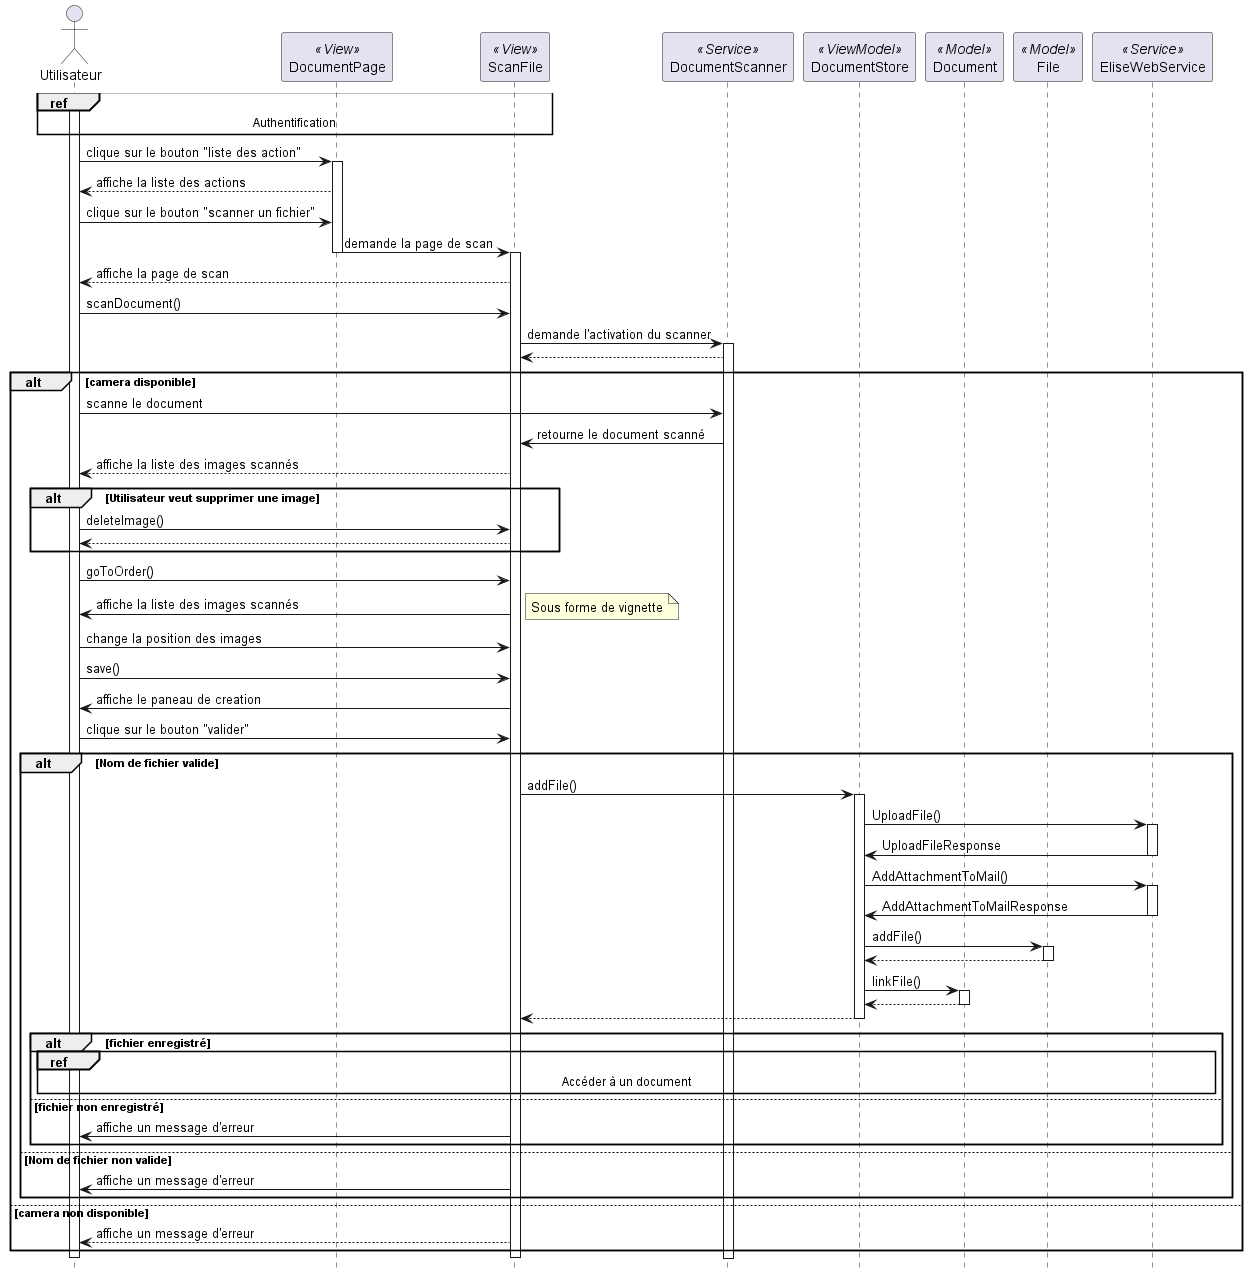 «View» «View» «Service» «ViewModel» «Model» «Model» «Service»
Utilisateur DocumentPage ScanFile DocumentScanner DocumentStore Document File EliseWebService
ref
Authentification
clique sur le bouton "liste des action"
affiche la liste des actions
clique sur le bouton "scanner un fichier"
demande la page de scan
affiche la page de scan
scanDocument()
demande l'activation du scanner
alt [camera disponible]
scanne le document
retourne le document scanné
affiche la liste des images scannés
alt [Utilisateur veut supprimer une image]
deleteImage()
goToOrder()
affiche la liste des images scannés Sous forme de vignette
change la position des images
save()
affiche le paneau de creation
clique sur le bouton "valider"
alt [Nom de fichier valide]
addFile()
UploadFile()
UploadFileResponse
AddAttachmentToMail()
AddAttachmentToMailResponse
addFile()
linkFile()
alt [fichier enregistré]
ref
Accéder à un document
[fichier non enregistré]
affiche un message d'erreur
[Nom de fichier non valide]
affiche un message d'erreur
[camera non disponible]
affiche un message d'erreur